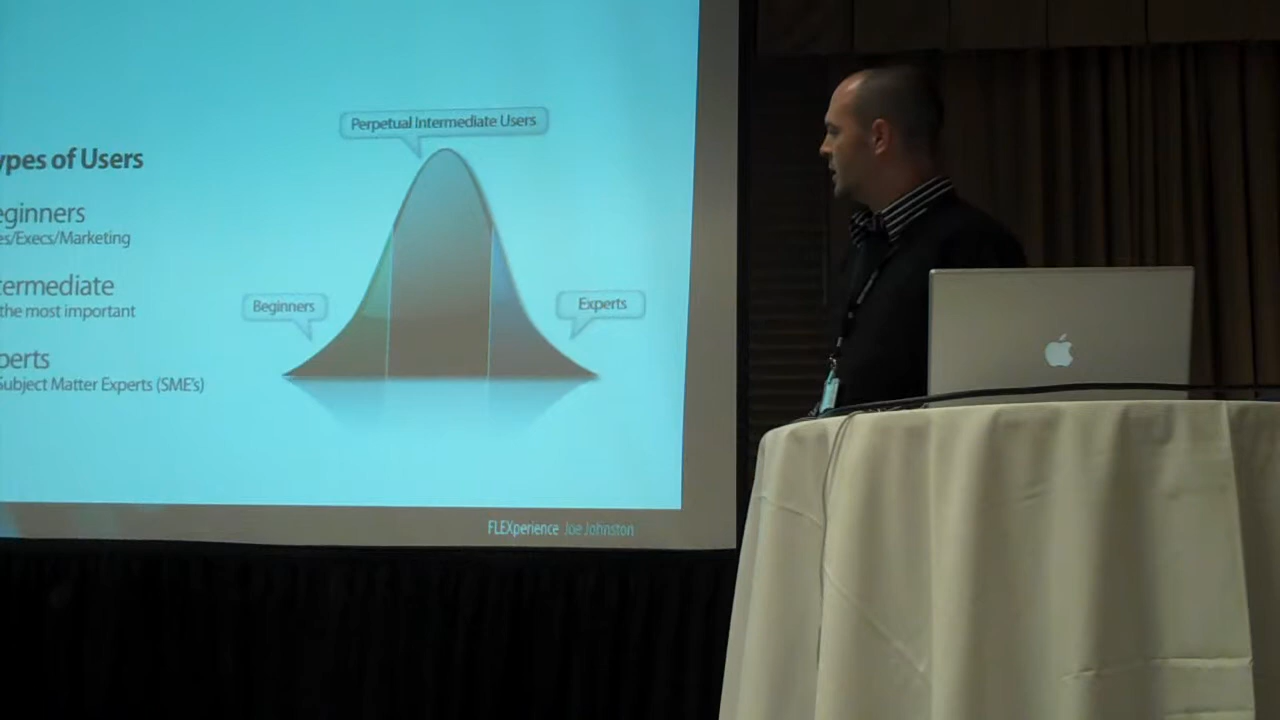 ypes of Users
eginners
es/Execs/Marketing
termediate
the most important
perts
Subject Matter Experts (SME's)
Perpetual Intermediate Users
Beginners
Experts
FLEXperience Joe Johnston